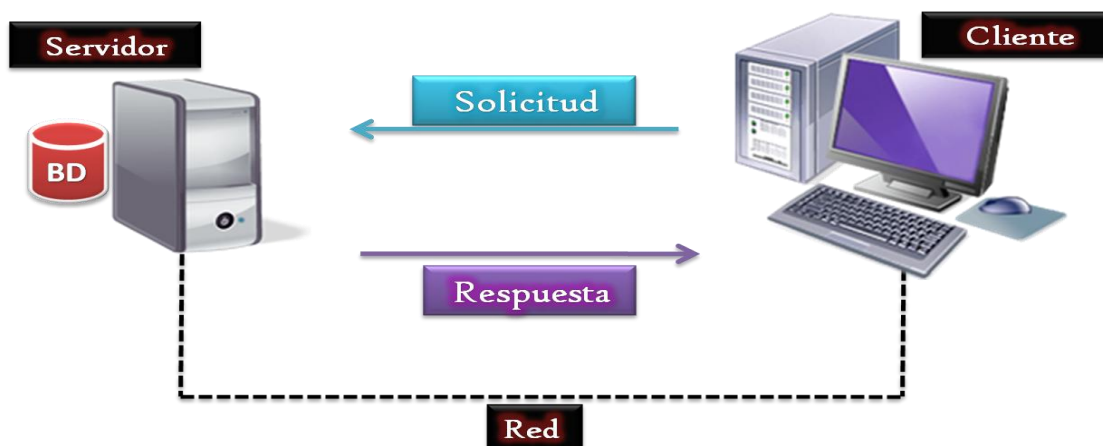 Servidor
Cliente
Solicitud
BD
Respuesta
Red